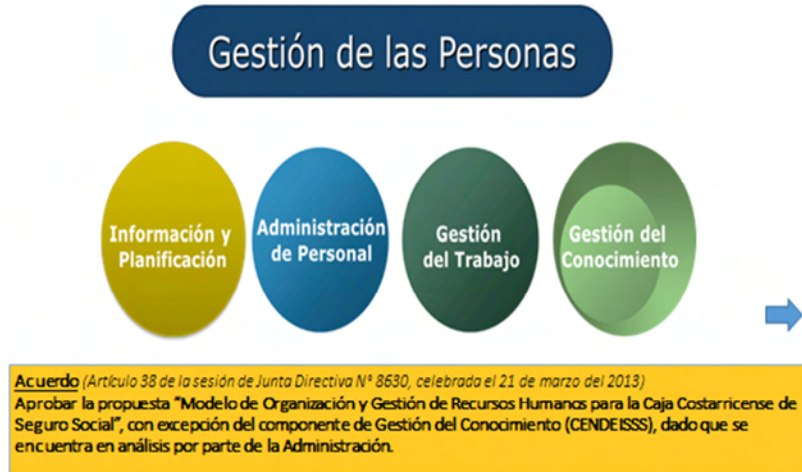 Gestión de las Personas
Información y
Planificación
Administración
de Personal
Gestión
del Trabajo
Gestión del
Conocimiento
Acuerdo (Artículo 38 de la sesión de Junta Directiva N° 8630, celebrada el 21 de marzo del 2013)
Aprobar la propuesta “Modelo de Organización y Gestión de Recursos Humanos para la Caja Costarricense de
Seguro Social”, con excepción del componente de Gestión del Conocimiento (CENDEISSS), dado que se
encuentra en análisis por parte de la Administración.